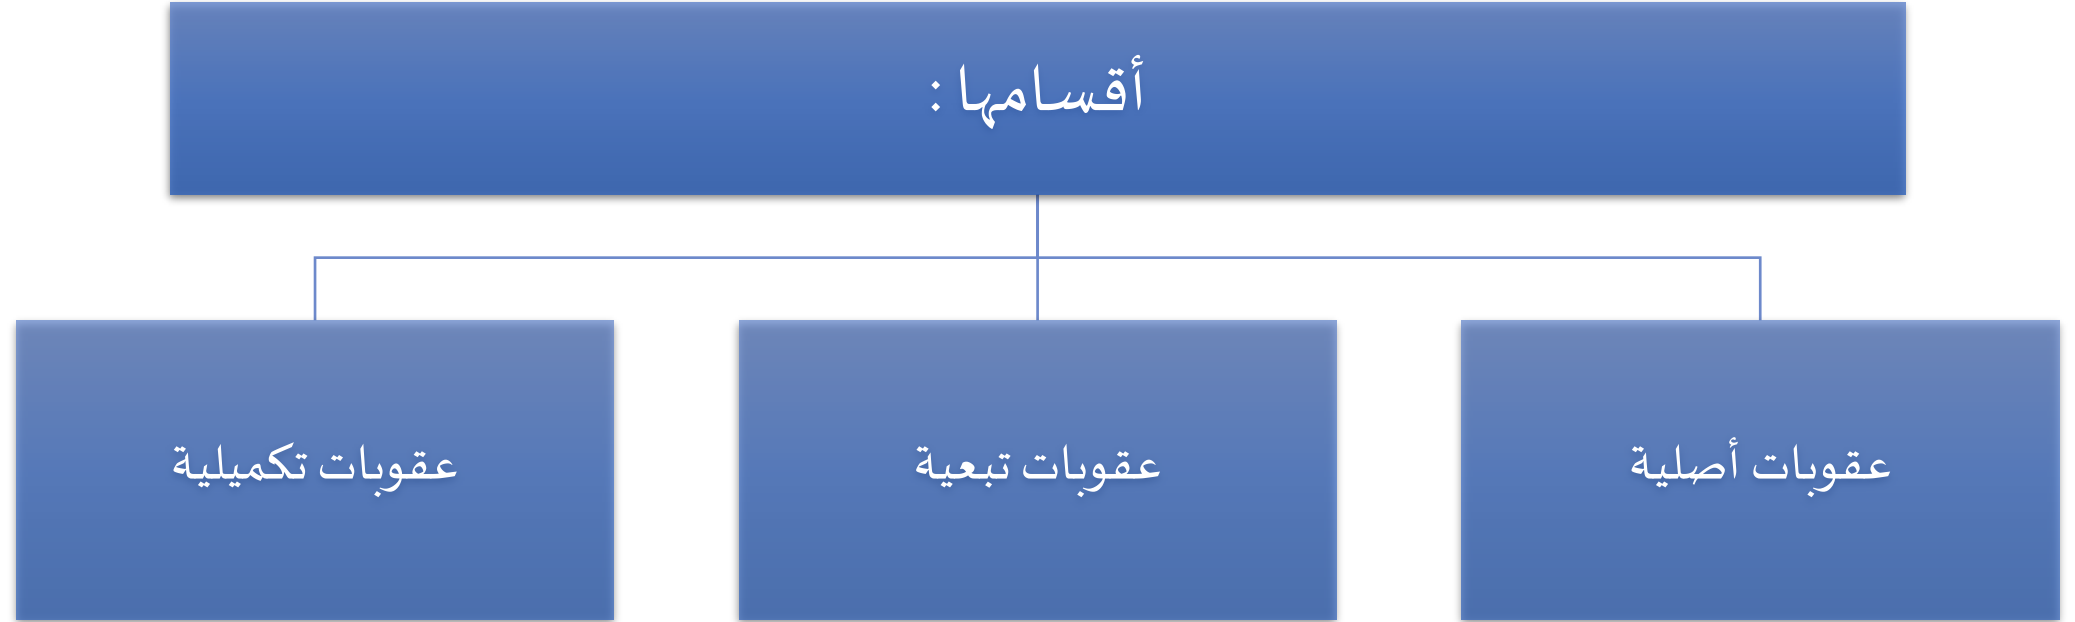 أقسامها :
عقوبات أصلية
عقوبات تبعية
عقوبات تكميلية